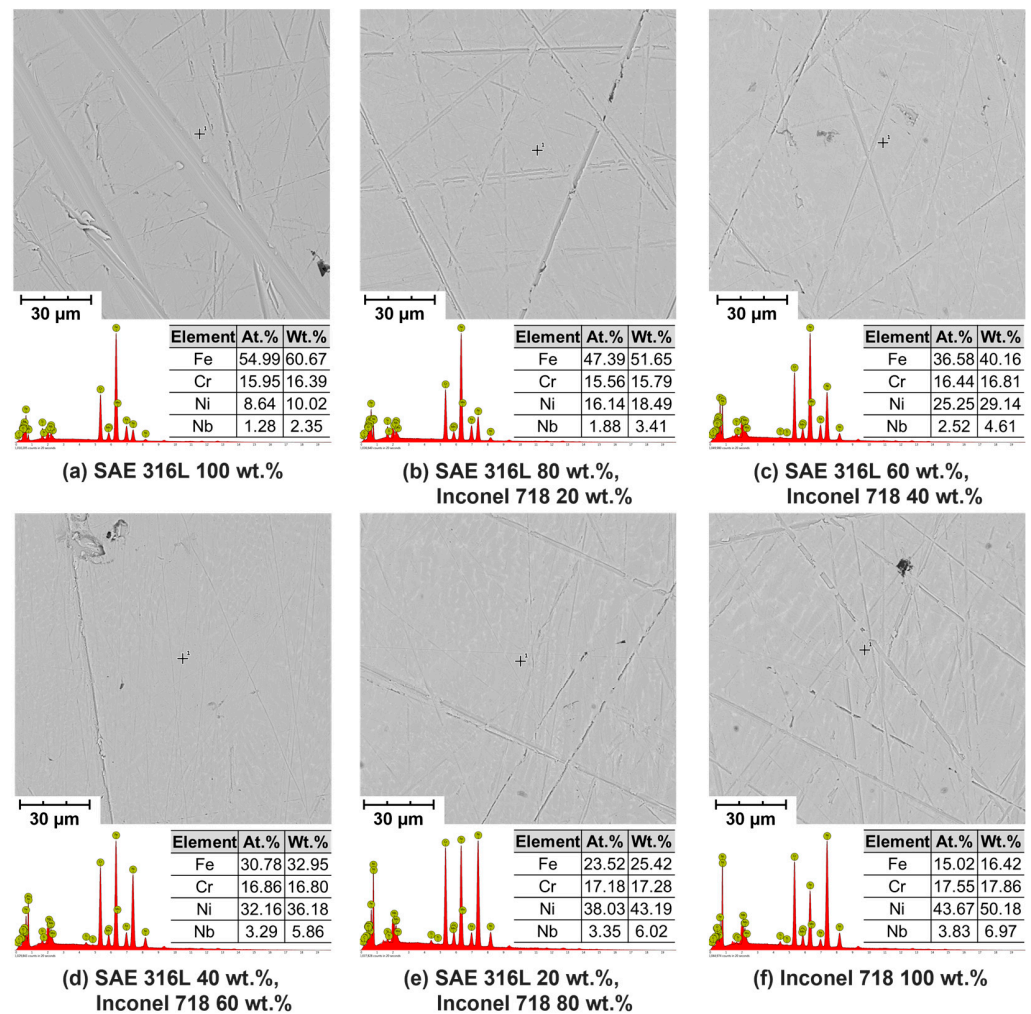 1
30 µm
Element At.% Wt.%
Fe 54.99 60.67
Cr 15.95 16.39
Ni 8.64 10.02
Nb 1.28 2.35
(a) SAE 316L 100 wt.%
1
30 µm
Element At.% Wt.%
Fe 47.39 51.65
Cr 15.56 15.79
Ni 16.14 18.49
Nb 1.88 3.41
(b) SAE 316L 80 wt.%,
Inconel 718 20 wt.%
1
30 µm
Element At.% Wt.%
Fe 36.58 40.16
Cr 16.44 16.81
Ni 25.25 29.14
Nb 2.52 4.61
(c) SAE 316L 60 wt.%,
Inconel 718 40 wt.%
1
30 µm
Element At.% Wt.%
Fe 30.78 32.95
Cr 16.86 16.80
Ni 32.16 36.18
Nb 3.29 5.86
(d) SAE 316L 40 wt.%,
Inconel 718 60 wt.%
1
30 µm
Element At.% Wt.%
Fe 23.52 25.42
Cr 17.18 17.28
Ni 38.03 43.19
Nb 3.35 6.02
(e) SAE 316L 20 wt.%,
Inconel 718 80 wt.%
1
30 µm
Element At.% Wt.%
Fe 15.02 16.42
Cr 17.55 17.86
Ni 43.67 50.18
Nb 3.83 6.97
(f) Inconel 718 100 wt.%